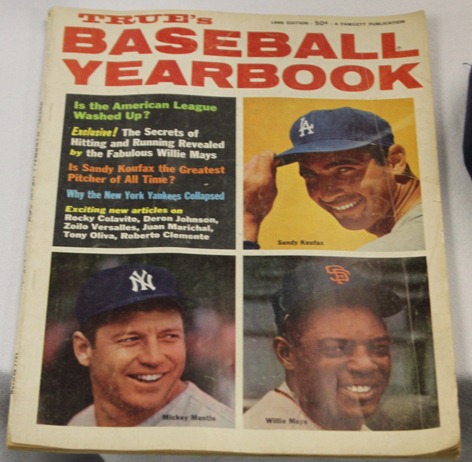 TRUE's
1966 EDITION · 50¢ · A FAWCETT PUBLICATION
BASEBALL
YEARBOOK
Is the American League
Washed Up?
Exclusive! The Secrets of
Hitting and Running Revealed
by the Fabulous Willie Mays
Is Sandy Koufax the Greatest
Pitcher of All Time?
Why the New York Yankees Collapsed
Exciting new articles on
Rocky Colavito, Deron Johnson,
Zoilo Versalles, Juan Marichal,
Tony Oliva, Roberto Clemente
LA
Sandy Koufax
NY
Mickey Mantle
SF
Willie Mays